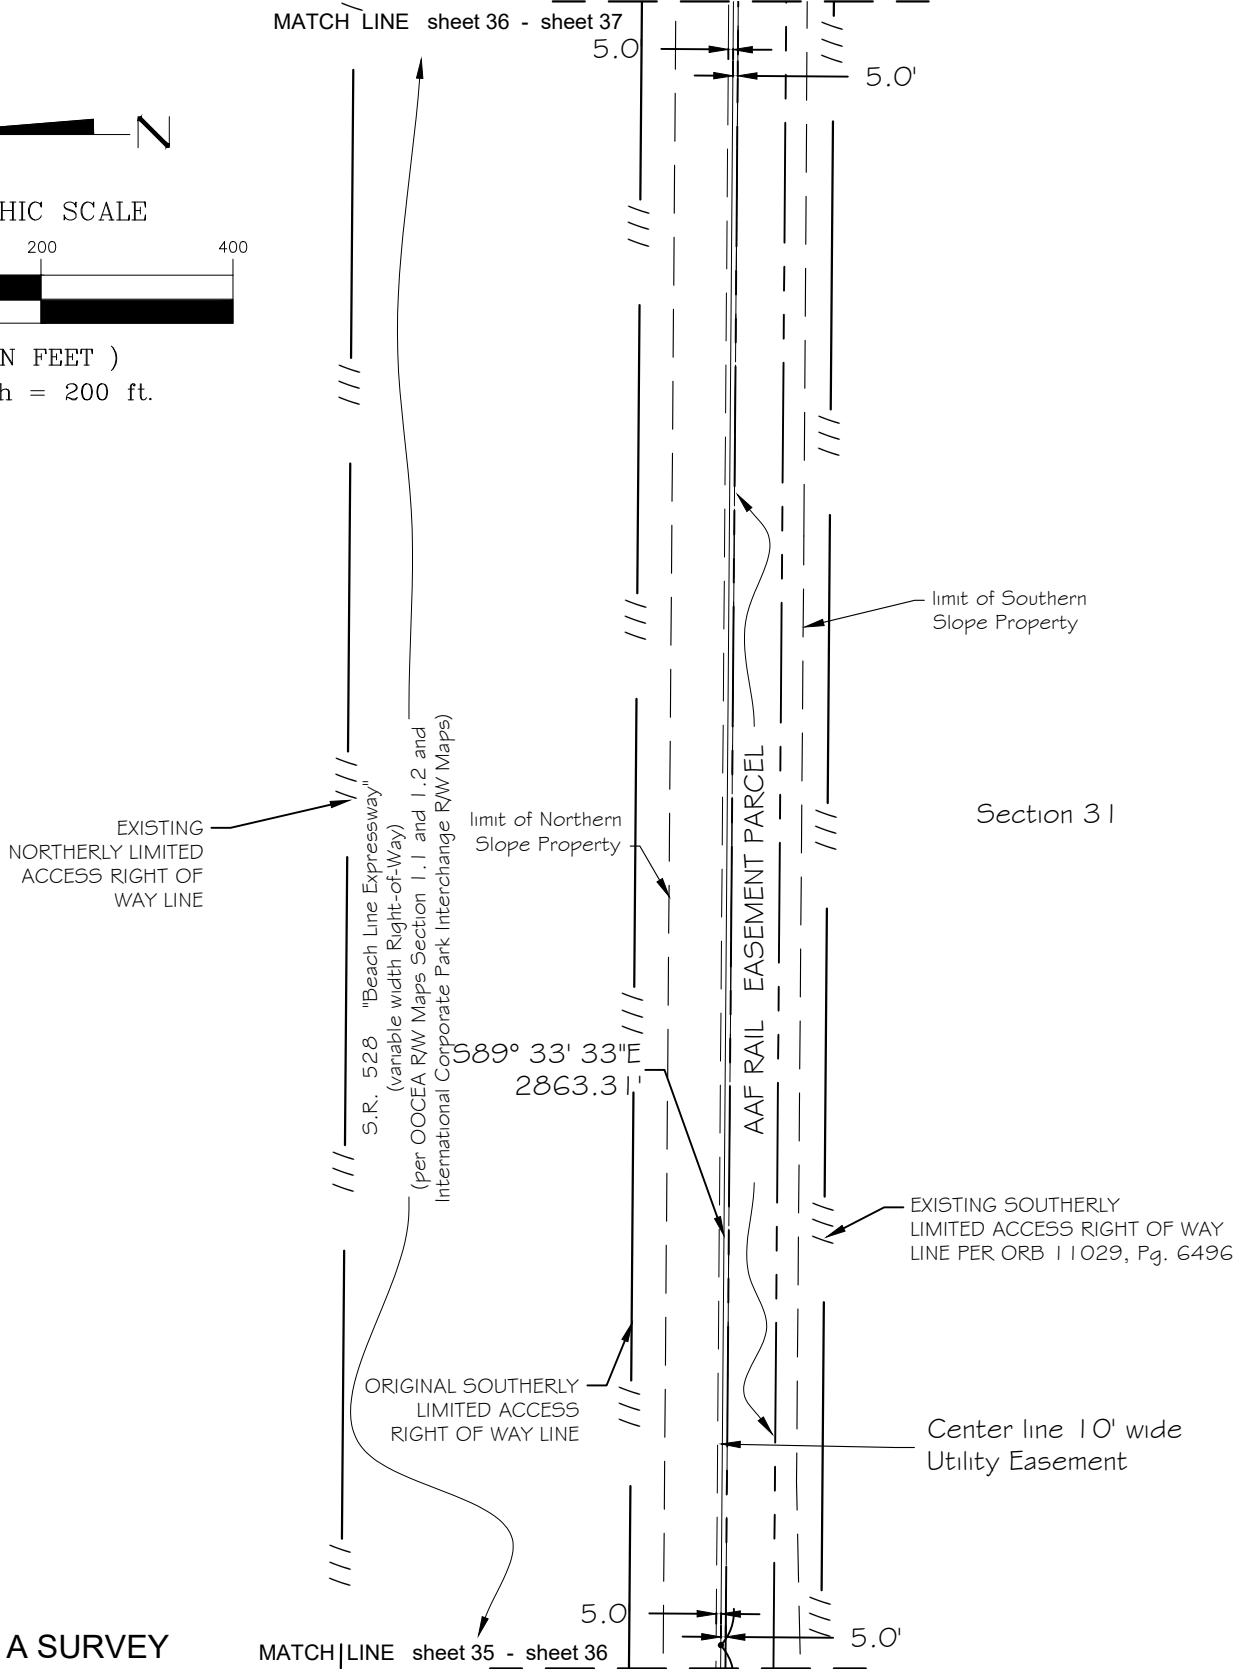 MATCH LINE sheet 36 - sheet 37
5.0
5.0'
N
HIC SCALE
200
400
N FEET )
h = 200 ft.
limit of Southern
Slope Property
Section 31
EXISTING
NORTHERLY LIMITED
ACCESS RIGHT OF
WAY LINE
S.R. 528 "Beach Line Expressway"
(variable width Right-of-Way)
(per OOCEA R/W Maps Section 1.1 and 1.2 and
International Corporate Park Interchange R/W Maps)
limit of Northern
Slope Property
AAF RAIL EASEMENT PARCEL
S89° 33' 33"E
2863.31'
EXISTING SOUTHERLY
LIMITED ACCESS RIGHT OF WAY
LINE PER ORB 11029, Pg. 6496
ORIGINAL SOUTHERLY
LIMITED ACCESS
RIGHT OF WAY LINE
Center line 10' wide
Utility Easement
5.0
5.0'
A SURVEY
MATCH LINE sheet 35 - sheet 36